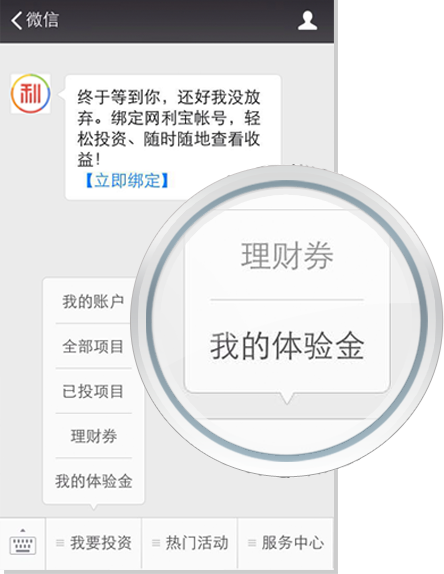 微信
利
终于等到你，还好我没放
弃。绑定网利宝帐号，轻
松投资、随时随地查看收
益！
【立即绑定】
理财券
我的体验金
我的账户
全部项目
已投项目
理财券
我的体验金
我要投资
热门活动
服务中心